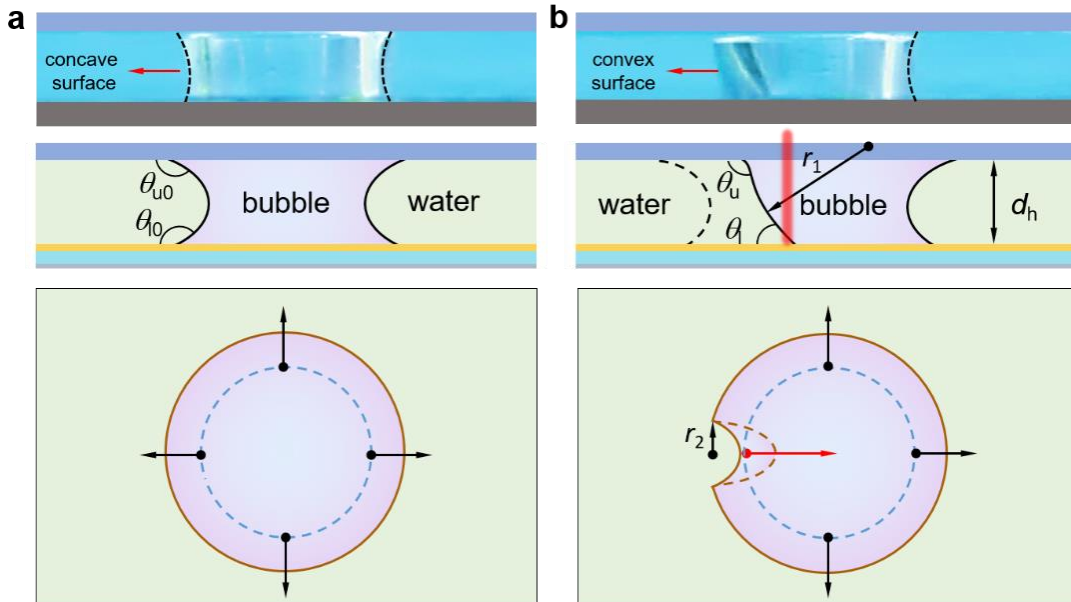 a
concave
surface
θu0
θl0
bubble
water
b
convex
surface
water
θu
θl
r1
bubble
dh
r2